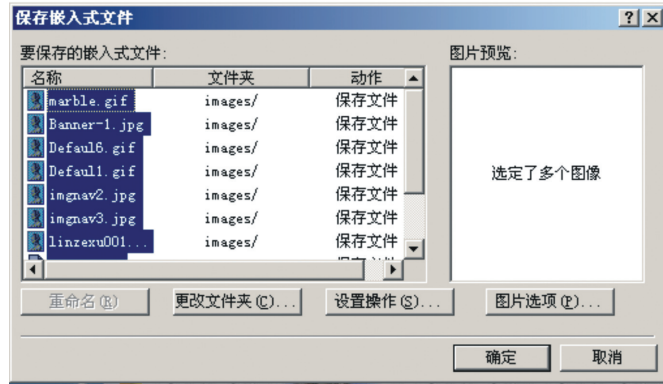 保存嵌入式文件
要保存的嵌入式文件:
图片预览:
名称 文件夹 动作
marble.gif images/ 保存文件
Banner-1.jpg images/ 保存文件
Defaul6.gif images/ 保存文件
Defaul1.gif images/ 保存文件
imgnav2.jpg images/ 保存文件
imgnav3.jpg images/ 保存文件
linzexu001... images/ 保存文件
选定了多个图像
重命名(R) 更改文件夹(C)... 设置操作(S)... 图片选项(P)...
确定 取消